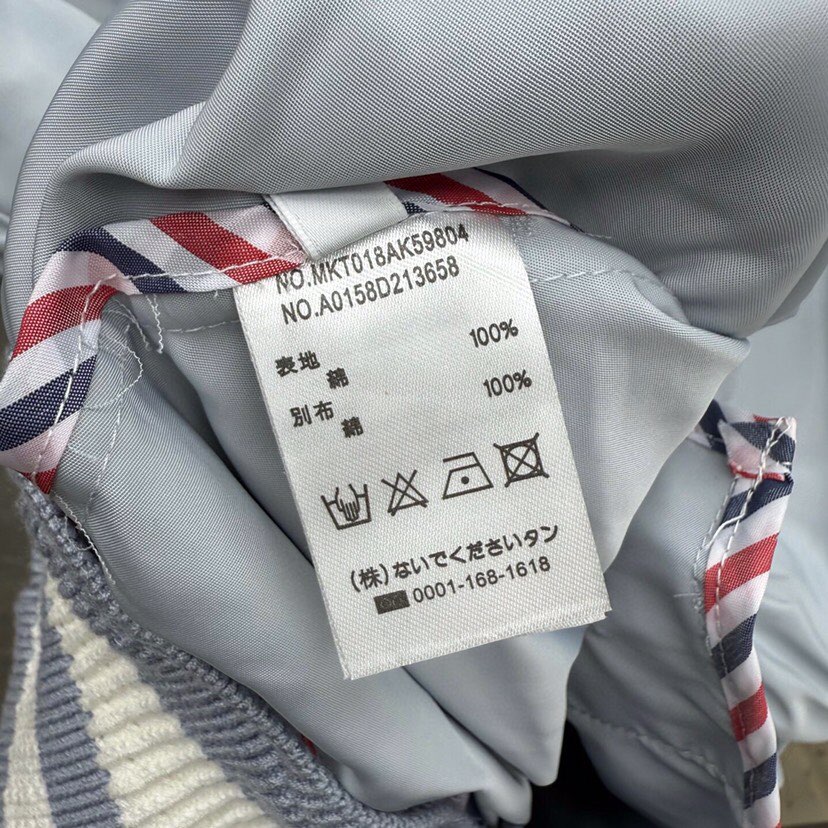 NO.MKT018AK59804
NO.A0158D213658
表地 100%
綿
別布 100%
綿
(株)ないでくださいタン
0001-168-1618